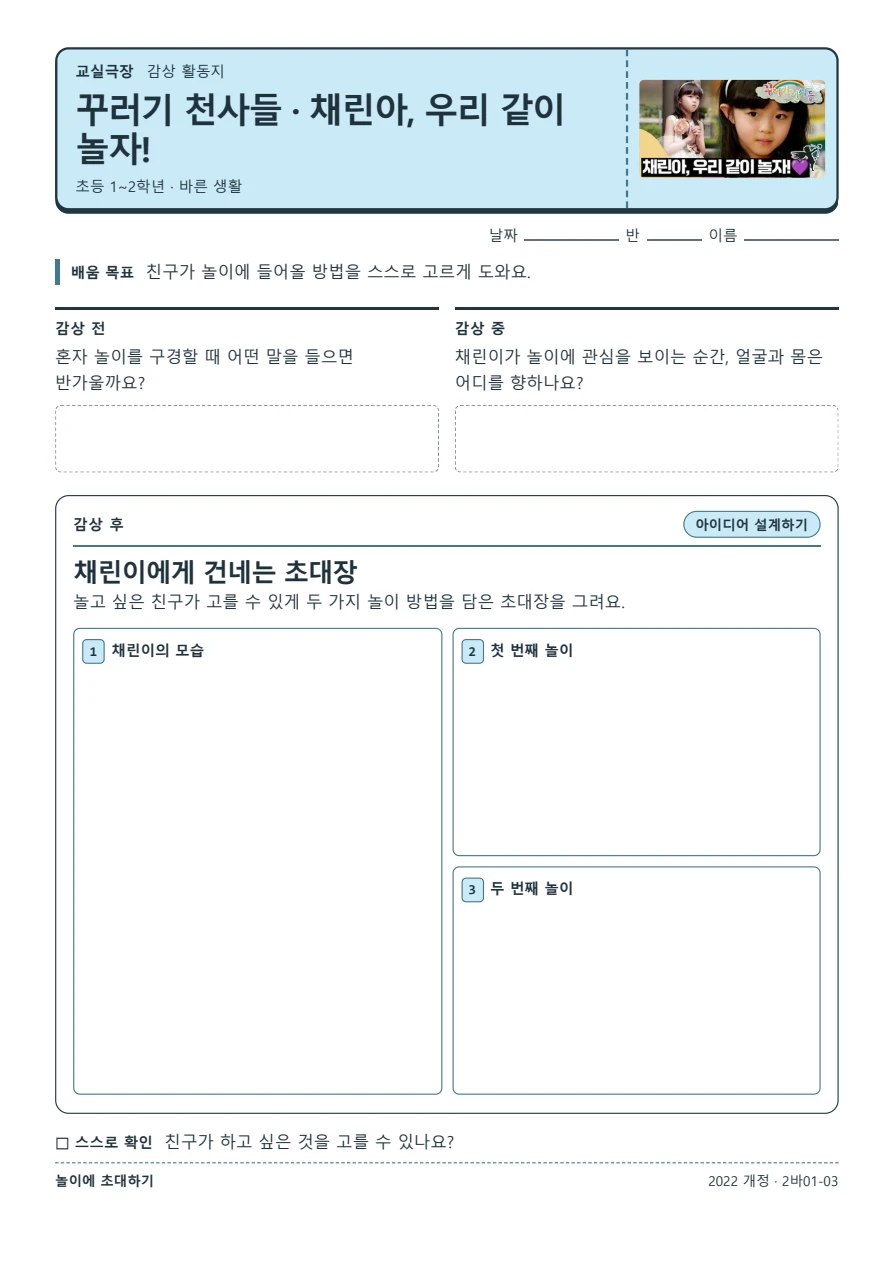 교실극장 감상 활동지
꾸러기 천사들 · 채린아, 우리 같이
놀자!
초등 1~2학년 · 바른 생활
채린아, 우리 같이 놀자!
날짜 반 이름
배움 목표 친구가 놀이에 들어올 방법을 스스로 고르게 도와요.
감상 전
혼자 놀이를 구경할 때 어떤 말을 들으면
반가울까요?
감상 중
채린이가 놀이에 관심을 보이는 순간, 얼굴과 몸은
어디를 향하나요?
감상 후
아이디어 설계하기
채린이에게 건네는 초대장
놀고 싶은 친구가 고를 수 있게 두 가지 놀이 방법을 담은 초대장을 그려요.
1 채린이의 모습
2 첫 번째 놀이
3 두 번째 놀이
스스로 확인 친구가 하고 싶은 것을 고를 수 있나요?
놀이에 초대하기
2022 개정 · 2바01-03